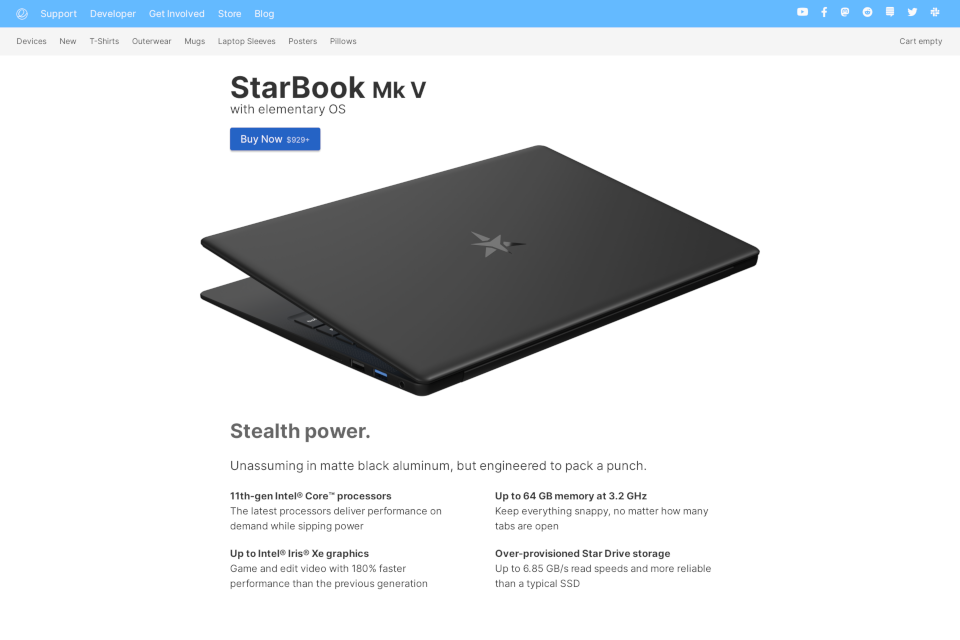 Support Developer Get Involved Store Blog
Devices New T-Shirts Outerwear Mugs Laptop Sleeves Posters Pillows Cart empty
StarBook Mk V
with elementary OS
Buy Now $929+
Stealth power.
Unassuming in matte black aluminum, but engineered to pack a punch.
11th-gen Intel® Core™ processors
The latest processors deliver performance on
demand while sipping power
Up to 64 GB memory at 3.2 GHz
Keep everything snappy, no matter how many
tabs are open
Up to Intel® Iris® Xe graphics
Game and edit video with 180% faster
performance than the previous generation
Over-provisioned Star Drive storage
Up to 6.85 GB/s read speeds and more reliable
than a typical SSD